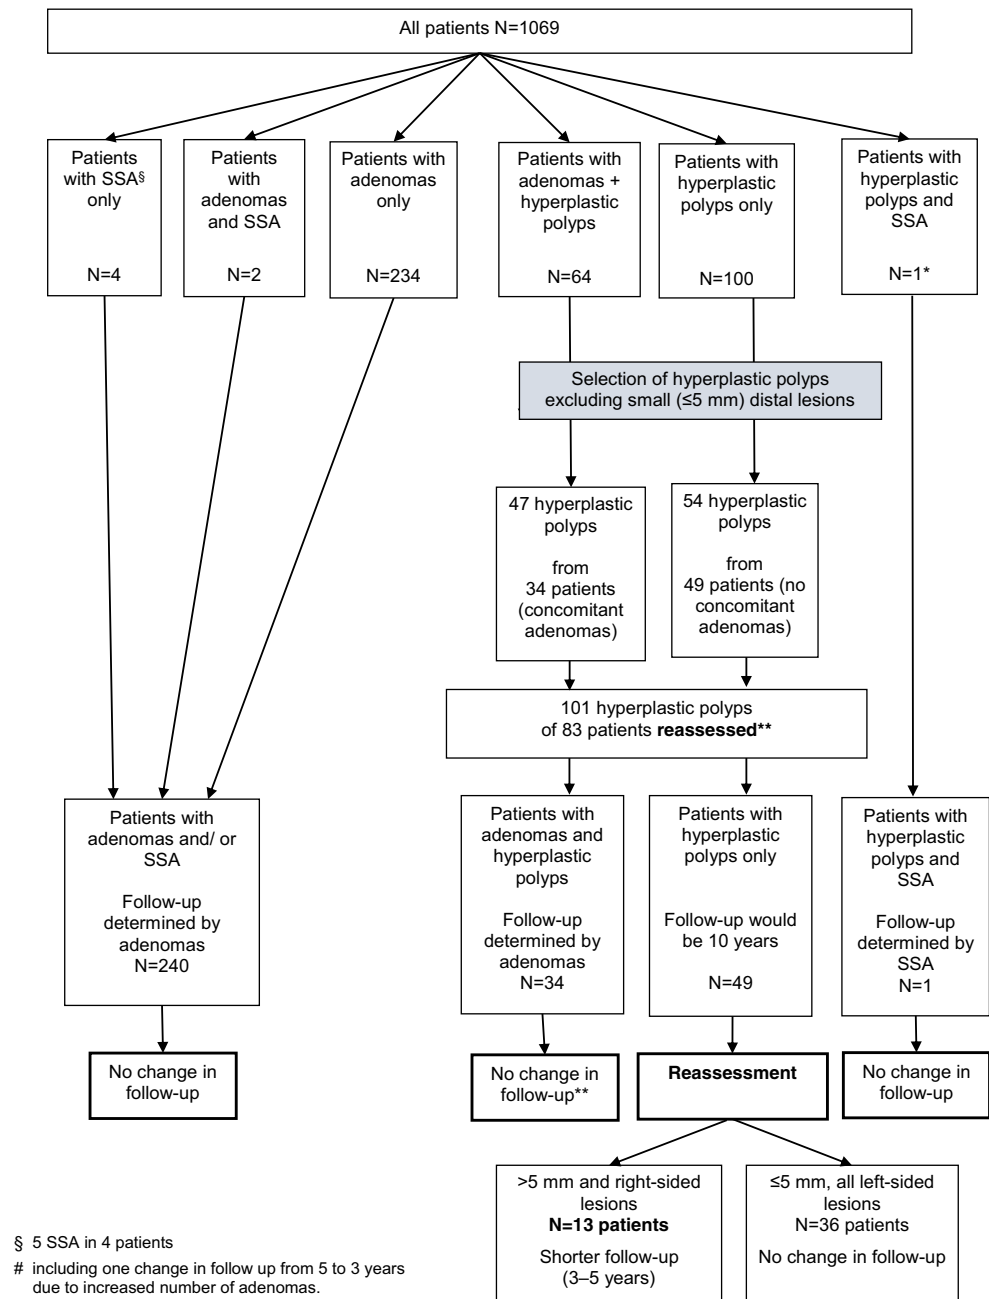 All patients N=1069
Patients
with SSA§
only
N=4
Patients
with
adenomas
and SSA
N=2
Patients with
adenomas
only
N=234
Patients with
adenomas +
hyperplastic
polyps
N=64
Patients with
hyperplastic
polyps only
N=100
Patients with
hyperplastic
polyps and
SSA
N=1*
Selection of hyperplastic polyps
excluding small (≤5 mm) distal lesions
47 hyperplastic
polyps
from
34 patients
(concomitant
adenomas)
54 hyperplastic
polyps
from
49 patients (no
concomitant
adenomas)
101 hyperplastic polyps
of 83 patients reassessed**
Patients with
adenomas and/ or
SSA
Follow-up
determined by
adenomas
N=240
Patients with
adenomas and
hyperplastic
polyps
Follow-up
determined by
adenomas
N=34
Patients with
hyperplastic
polyps only
Follow-up would
be 10 years
N=49
Patients with
hyperplastic
polyps and
SSA
Follow-up
determined by
SSA
N=1
No change in
follow-up
No change in
follow-up**
Reassessment
No change in
follow-up
>5 mm and right-sided
lesions
N=13 patients
Shorter follow-up
(3–5 years)
≤5 mm, all left-sided
lesions
N=36 patients
No change in follow-up
§ 5 SSA in 4 patients
# including one change in follow up from 5 to 3 years
due to increased number of adenomas.